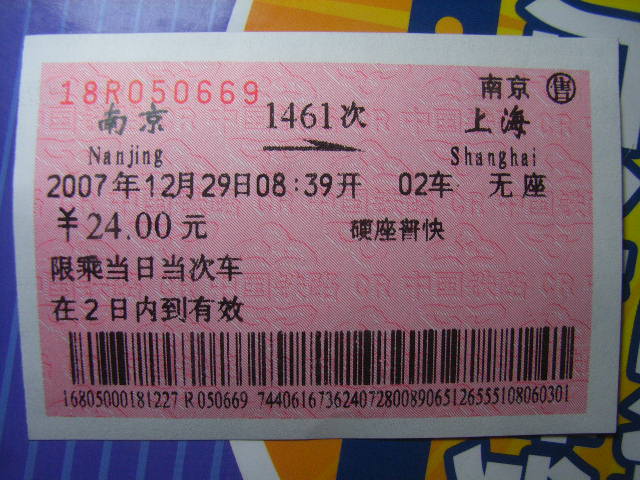 18R050669
南京 售
南京 1461次 上海
Nanjing Shanghai
2007年12月29日08:39开 02车 无座
¥24.00元 硬座普快
限乘当日当次车
在2日内到有效
16805000181227 R 050669 74406167362407280089065126555108060301